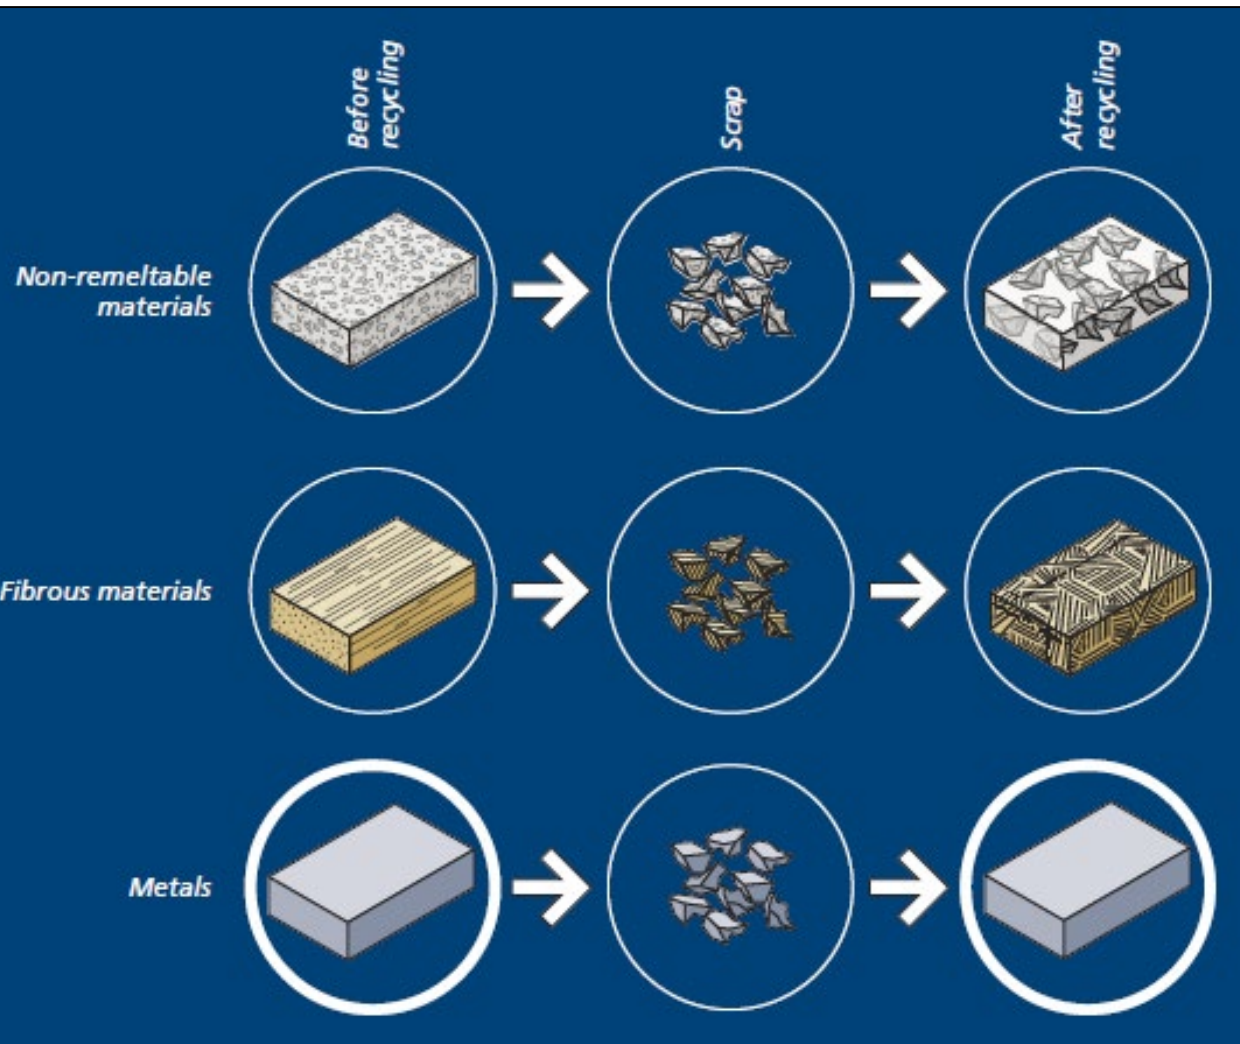 Before
recycling
Scrap
After
recycling
Non-remeltable
materials
Fibrous materials
Metals